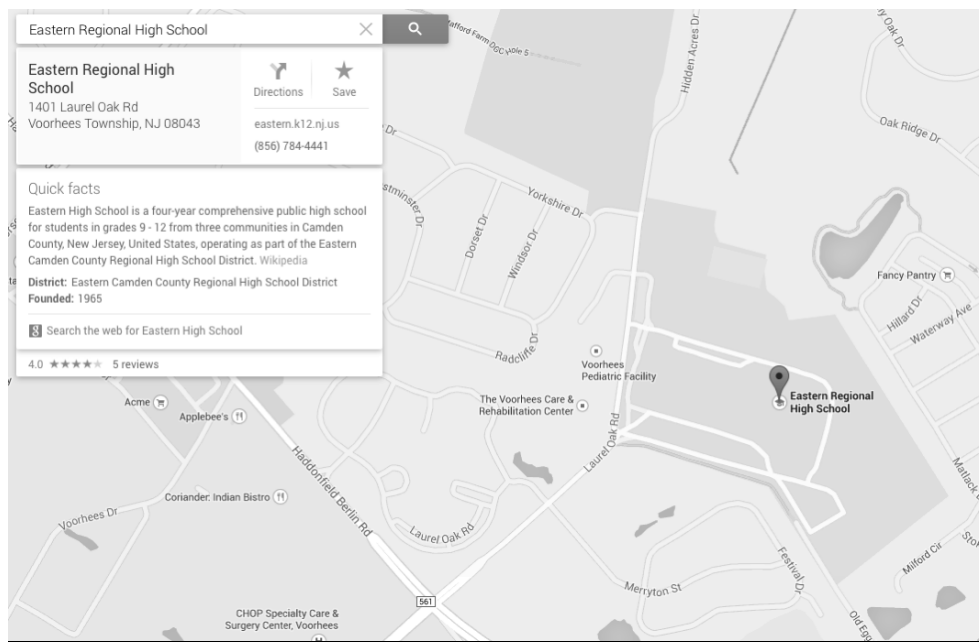 Eastern Regional High School
Eastern Regional High
School
1401 Laurel Oak Rd
Voorhees Township, NJ 08043
Directions
Save
eastern.k12.nj.us
(856) 784-4441
Quick facts
Eastern High School is a four-year comprehensive public high school
for students in grades 9 - 12 from three communities in Camden
County, New Jersey, United States, operating as part of the Eastern
Camden County Regional High School District. Wikipedia
District: Eastern Camden County Regional High School District
Founded: 1965
Search the web for Eastern High School
4.0
5 reviews
Hidden Acres Dr
Oak Dr
Oak Ridge Dr
Yorkshire Dr
Dorset Dr
Windsor Dr
Radcliffe Dr
Fancy Pantry
Hillard Dr
Waterway Ave
Voorhees
Pediatric Facility
The Voorhees Care &
Rehabilitation Center
Eastern Regional
High School
Acme
Applebee's
Laurel Oak Rd
Haddonfield Berlin Rd
Coriander: Indian Bistro
Voorhees Dr
Laurel Oak Rd
Matlack
Milford Cir
Festival Dr
Merryton St
561
CHOP Specialty Care &
Surgery Center, Voorhees
Old Egg